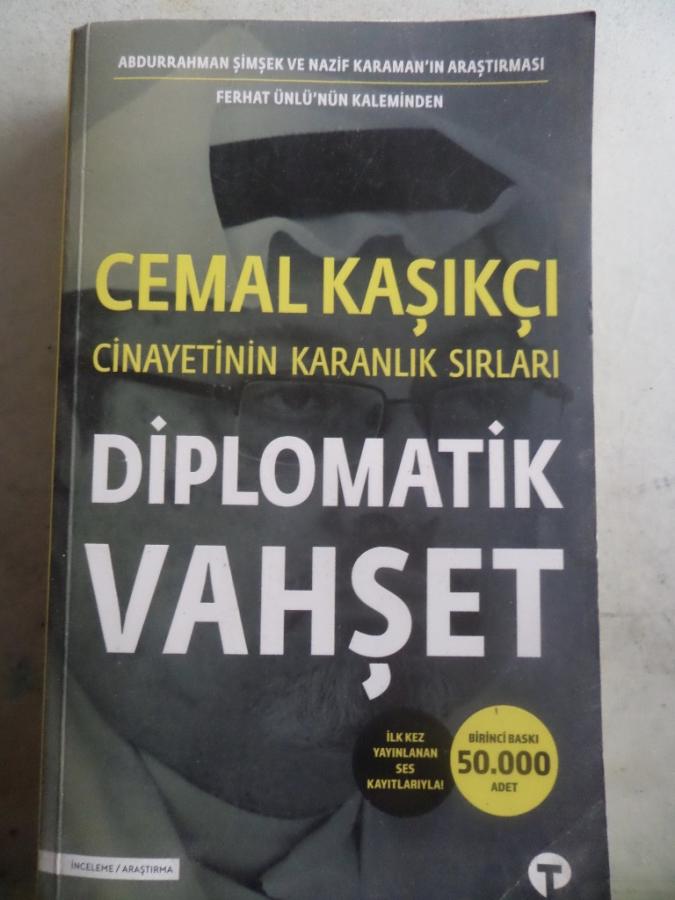 ABDURRAHMAN ŞİMŞEK VE NAZİF KARAMAN'IN ARAŞTIRMASI
FERHAT ÜNLÜ'NÜN KALEMİNDEN
CEMAL KAŞIKÇI
CİNAYETİNİN KARANLIK SIRLARI
DİPLOMATİK
VAHŞET
İLK KEZ
YAYINLANAN
SES
KAYITLARIYLA!
BİRİNCİ BASKI
50.000
ADET
İNCELEME / ARAŞTIRMA
T